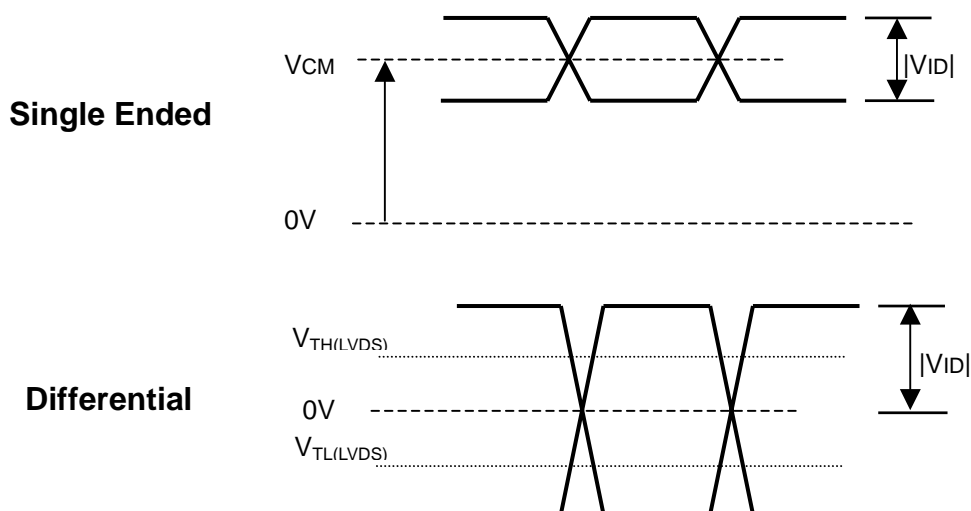 VCM
|VID|
Single Ended
0V
VTH(LVDS)
|VID|
Differential
0V
VTL(LVDS)